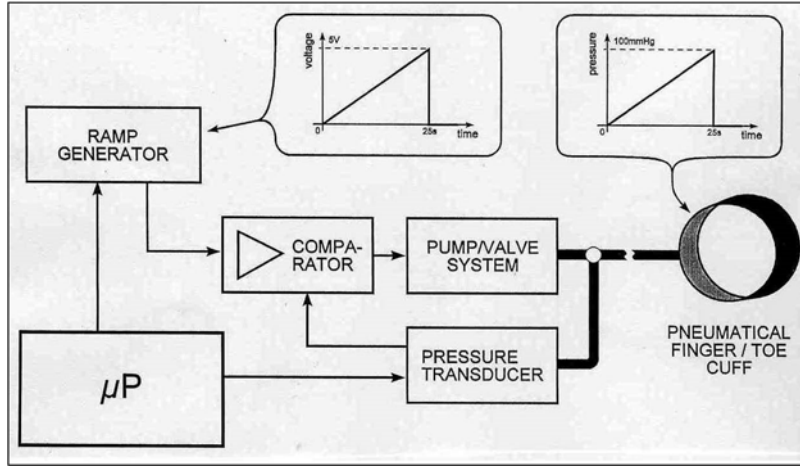 5V
voltage
0
25s
time
100mmHg
pressure
0
25s
time
RAMP
GENERATOR
COMPA-
RATOR
PUMP/VALVE
SYSTEM
PRESSURE
TRANSDUCER
µP
PNEUMATICAL
FINGER / TOE
CUFF